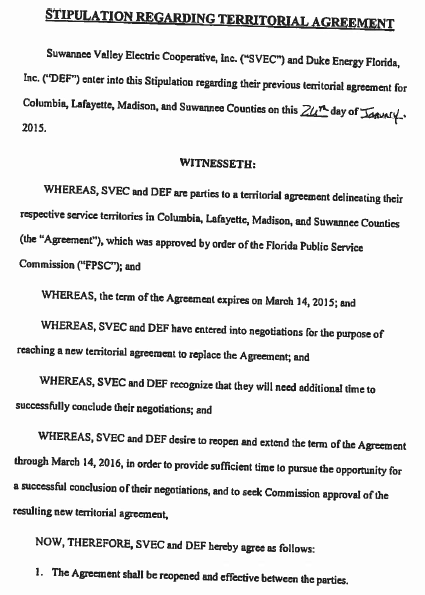 STIPULATION REGARDING TERRITORIAL AGREEMENT
Suwannee Valley Electric Cooperative, Inc. (“SVEC”) and Duke Energy Florida,
Inc. (“DEF”) enter into this Stipulation regarding their previous territorial agreement for
Columbia, Lafayette, Madison, and Suwannee Counties on this 26th day of January,
2015.
WITNESSETH:
WHEREAS, SVEC and DEF are parties to a territorial agreement delineating their
respective service territories in Columbia, Lafayette, Madison, and Suwannee Counties
(the “Agreement”), which was approved by order of the Florida Public Service
Commission (“FPSC”); and
WHEREAS, the term of the Agreement expires on March 14, 2015; and
WHEREAS, SVEC and DEF have entered into negotiations for the purpose of
reaching a new territorial agreement to replace the Agreement; and
WHEREAS, SVEC and DEF recognize that they will need additional time to
successfully conclude their negotiations; and
WHEREAS, SVEC and DEF desire to reopen and extend the term of the Agreement
through March 14, 2016, in order to provide sufficient time to pursue the opportunity for
a successful conclusion of their negotiations, and to seek Commission approval of the
resulting new territorial agreement,
NOW, THEREFORE, SVEC and DEF hereby agree as follows:
1. The Agreement shall be reopened and effective between the parties.